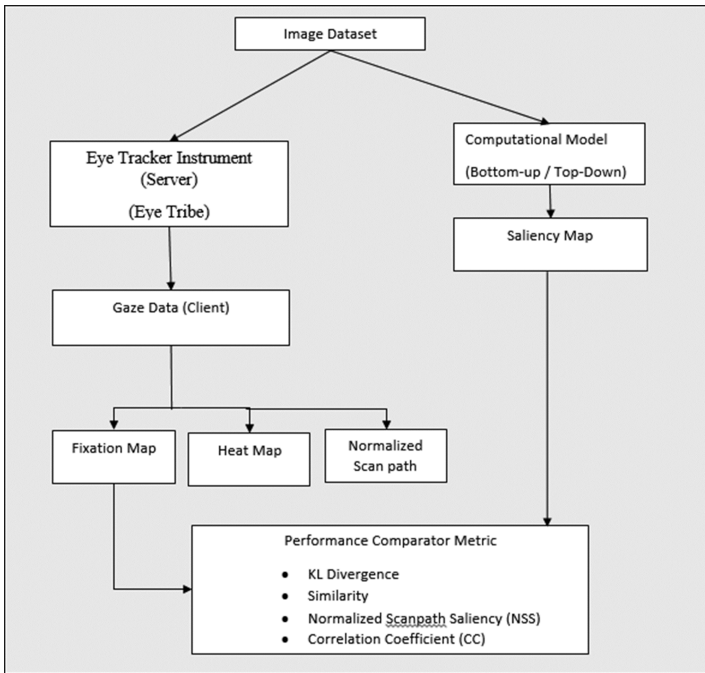 Image Dataset
Eye Tracker Instrument
(Server)
(Eye Tribe)
Computational Model
(Bottom-up / Top-Down)
Saliency Map
Gaze Data (Client)
Fixation Map
Heat Map
Normalized
Scan path
Performance Comparator Metric
• KL Divergence
• Similarity
• Normalized Scanpath Saliency (NSS)
• Correlation Coefficient (CC)